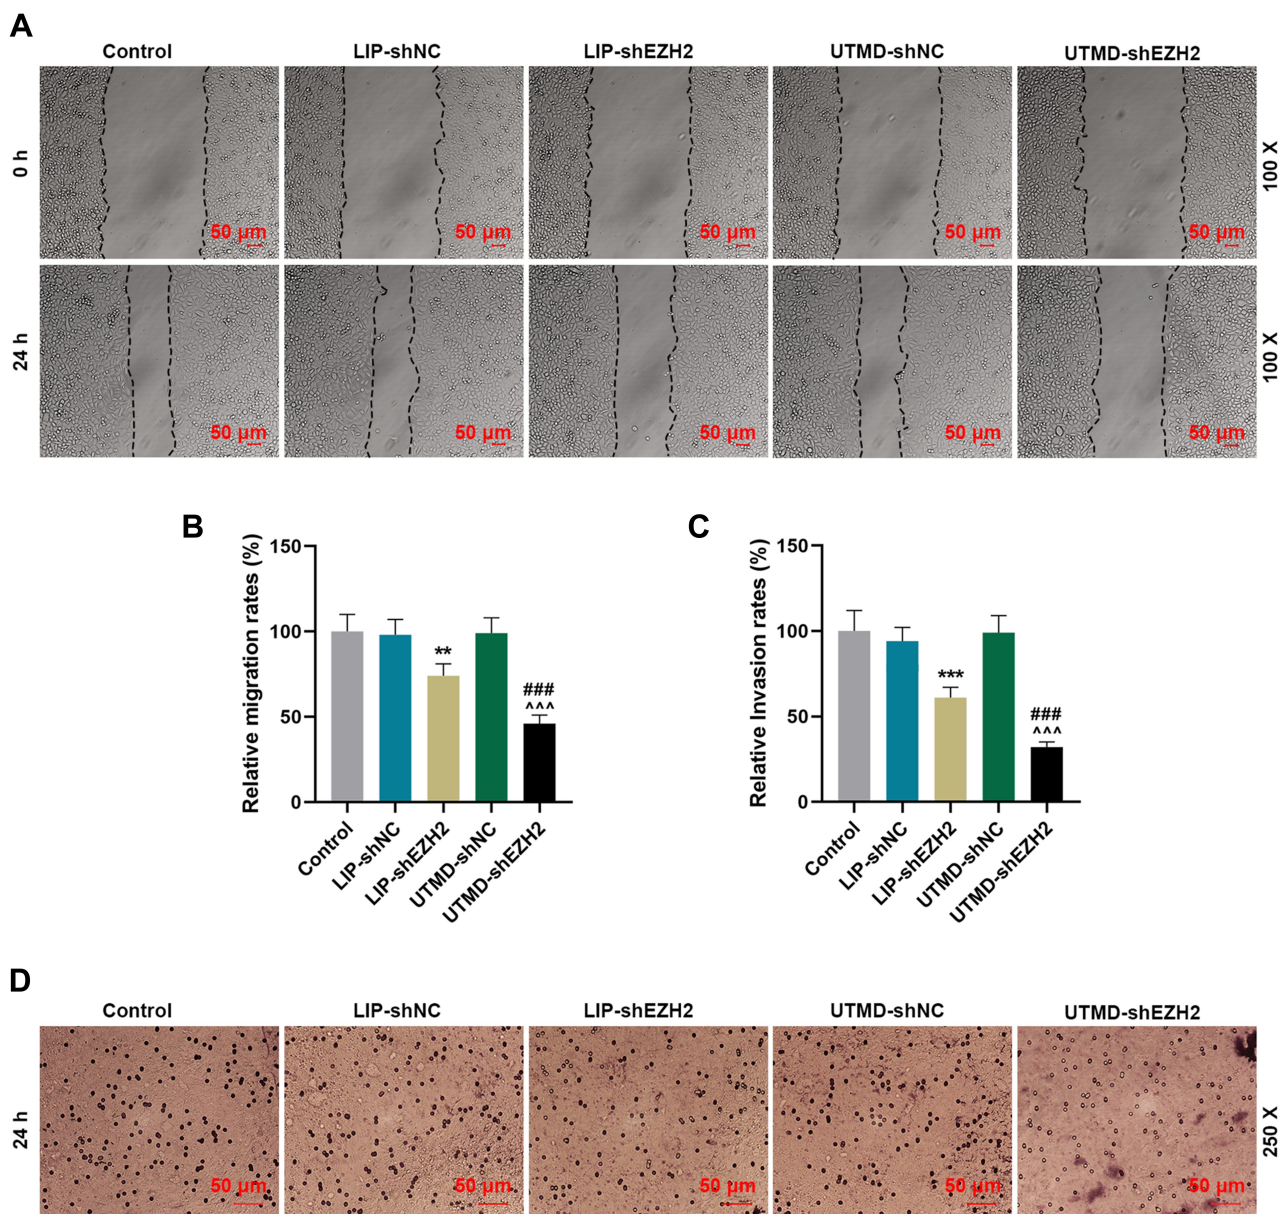 A
Control LIP-shNC LIP-shEZH2 UTMD-shNC UTMD-shEZH2
0 h
50 µm 50 µm 50 µm 50 µm 50 µm
100 X
24 h
50 µm 50 µm 50 µm 50 µm 50 µm
100 X
B
Relative migration rates (%)
150
100
50
0
**
###
^^^
Control
LIP-shNC
LIP-shEZH2
UTMD-shNC
UTMD-shEZH2
C
Relative Invasion rates (%)
150
100
50
0
***
###
^^^
Control
LIP-shNC
LIP-shEZH2
UTMD-shNC
UTMD-shEZH2
D
Control LIP-shNC LIP-shEZH2 UTMD-shNC UTMD-shEZH2
24 h
50 µm 50 µm 50 µm 50 µm 50 µm
250 X